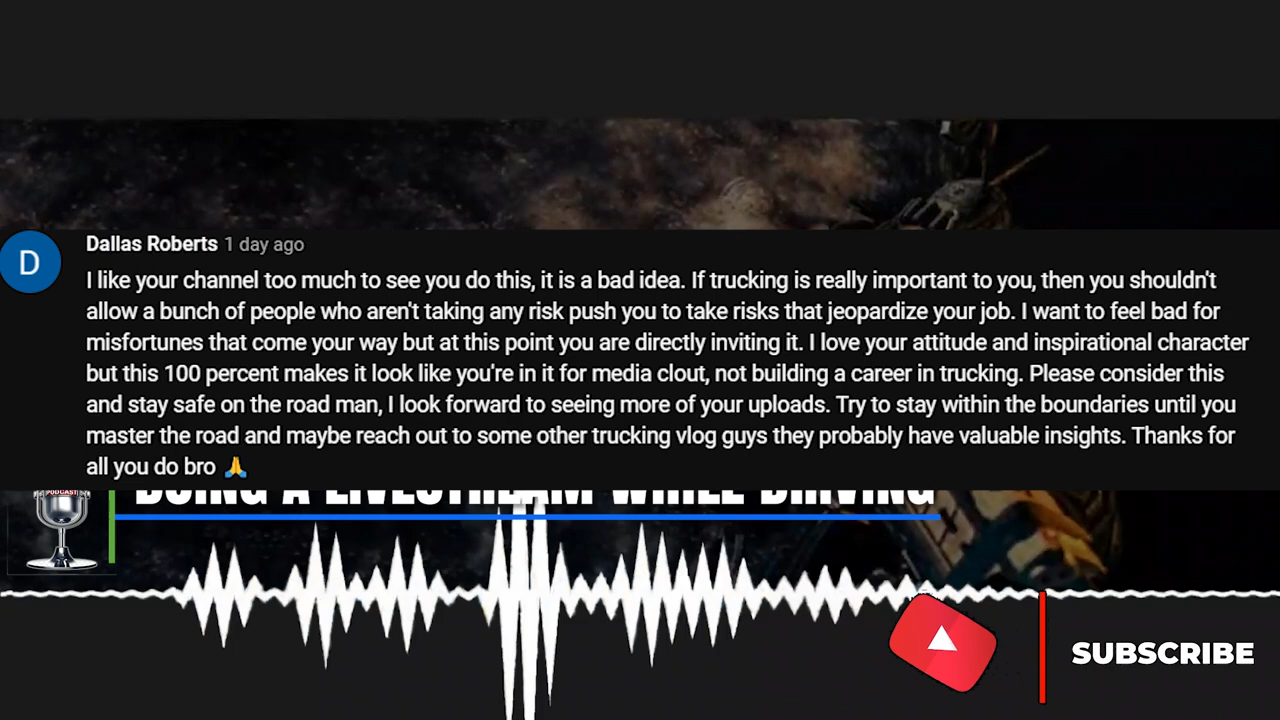 D
Dallas Roberts 1 day ago
I like your channel too much to see you do this, it is a bad idea. If trucking is really important to you, then you shouldn't
allow a bunch of people who aren't taking any risk push you to take risks that jeopardize your job. I want to feel bad for
misfortunes that come your way but at this point you are directly inviting it. I love your attitude and inspirational character
but this 100 percent makes it look like you're in it for media clout, not building a career in trucking. Please consider this
and stay safe on the road man, I look forward to seeing more of your uploads. Try to stay within the boundaries until you
master the road and maybe reach out to some other trucking vlog guys they probably have valuable insights. Thanks for
all you do bro 🙏
PODCAST
DOING A LIVESTREAM WHILE DRIVING
SUBSCRIBE